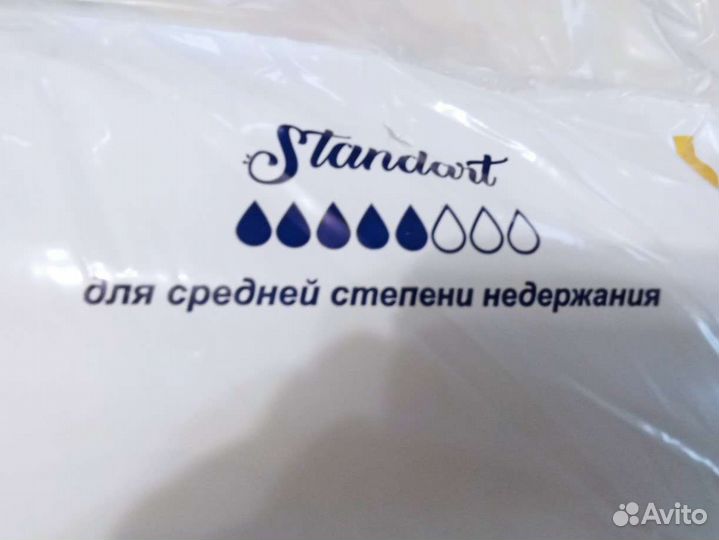 Standart
для средней степени недержания
Avito